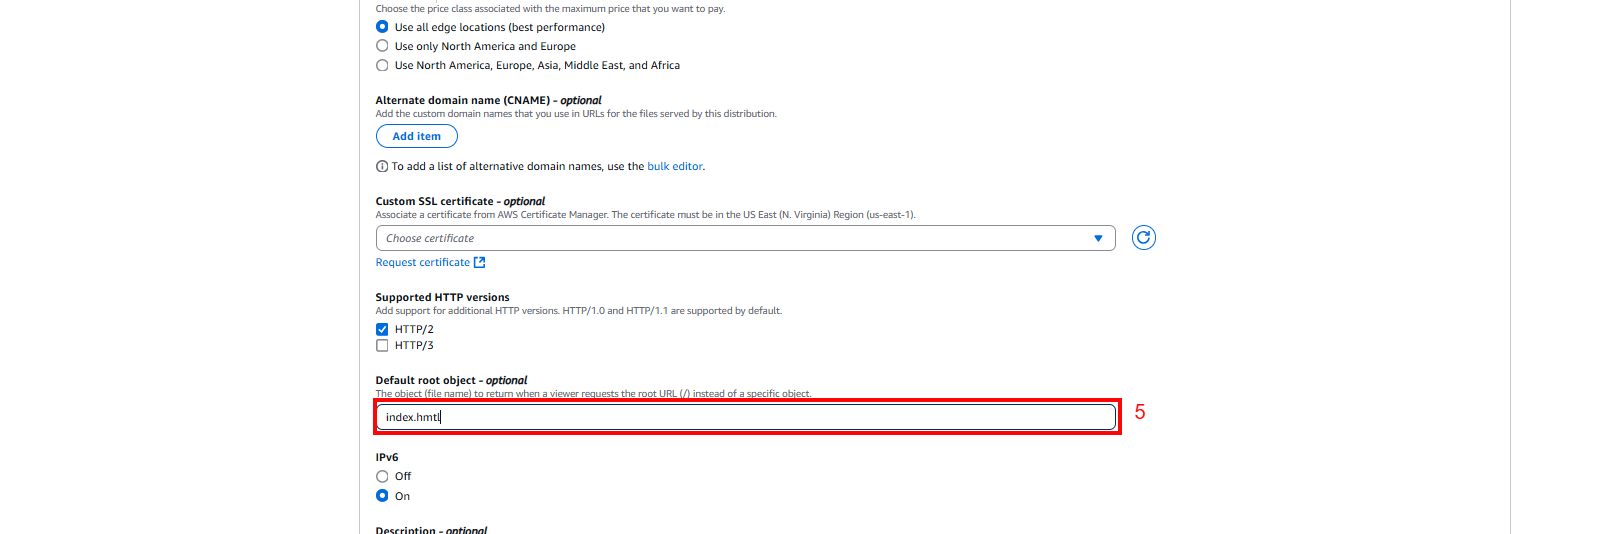 Choose the price class associated with the maximum price that you want to pay.
Use all edge locations (best performance)
Use only North America and Europe
Use North America, Europe, Asia, Middle East, and Africa
Alternate domain name (CNAME) - optional
Add the custom domain names that you use in URLs for the files served by this distribution.
Add item
To add a list of alternative domain names, use the bulk editor.
Custom SSL certificate - optional
Associate a certificate from AWS Certificate Manager. The certificate must be in the US East (N. Virginia) Region (us-east-1).
Choose certificate
Request certificate
Supported HTTP versions
Add support for additional HTTP versions. HTTP/1.0 and HTTP/1.1 are supported by default.
HTTP/2
HTTP/3
Default root object - optional
The object (file name) to return when a viewer requests the root URL (/) instead of a specific object.
index.hmtl
5
IPv6
Off
On
Description - optional